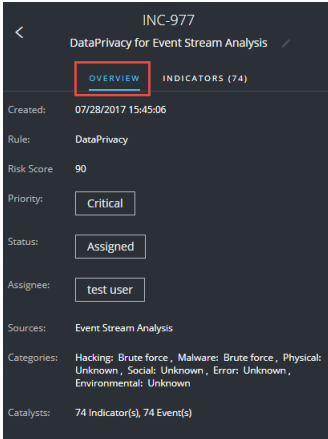 INC-977
DataPrivacy for Event Stream Analysis
OVERVIEW INDICATORS (74)
Created: 07/28/2017 15:45:06
Rule: DataPrivacy
Risk Score 90
Priority: Critical
Status: Assigned
Assignee: test user
Sources: Event Stream Analysis
Categories: Hacking: Brute force , Malware: Brute force , Physical:
Unknown , Social: Unknown , Error: Unknown ,
Environmental: Unknown
Catalysts: 74 Indicator(s), 74 Event(s)